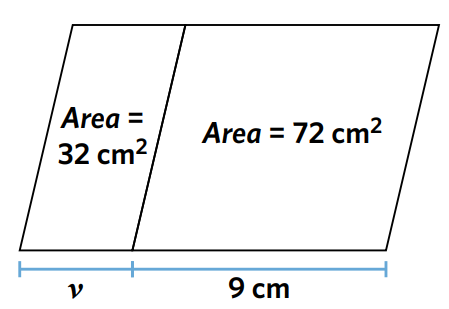 Area =
32 cm²
Area = 72 cm²
v
9 cm